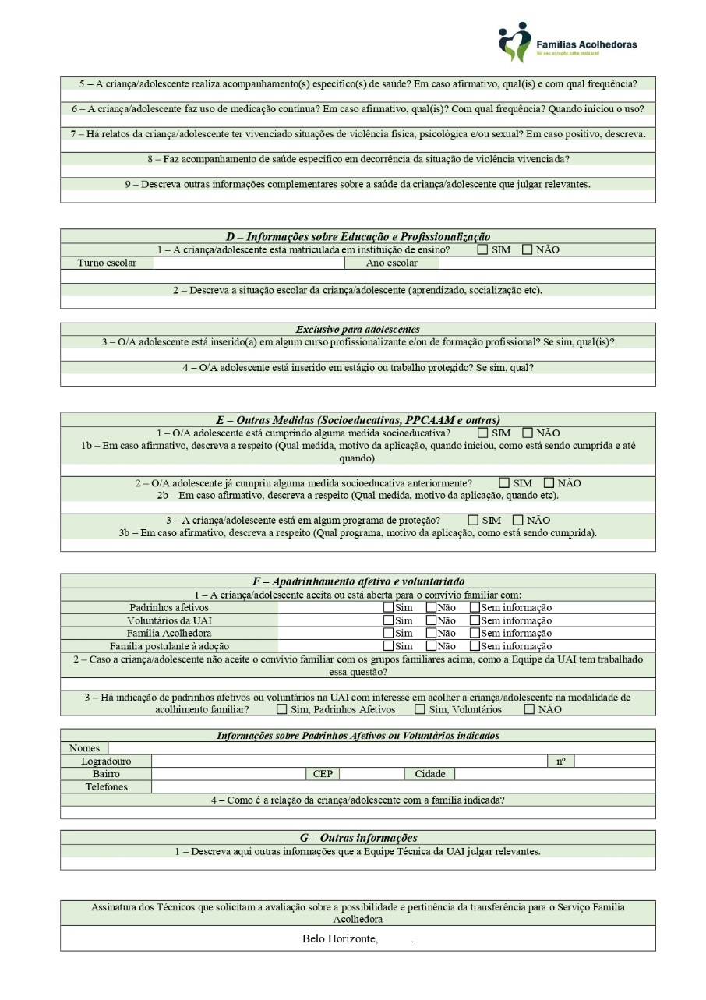 Famílias Acolhedoras
No seu coração cabe mais um!
5 – A criança/adolescente realiza acompanhamento(s) específico(s) de saúde? Em caso afirmativo, qual(is) e com qual frequência?
6 – A criança/adolescente faz uso de medicação contínua? Em caso afirmativo, qual(is)? Com qual frequência? Quando iniciou o uso?
7 – Há relatos da criança/adolescente ter vivenciado situações de violência física, psicológica e/ou sexual? Em caso positivo, descreva.
8 – Faz acompanhamento de saúde específico em decorrência da situação de violência vivenciada?
9 – Descreva outras informações complementares sobre a saúde da criança/adolescente que julgar relevantes.
D – Informações sobre Educação e Profissionalização
1 – A criança/adolescente está matriculada em instituição de ensino? ☐ SIM ☐ NÃO
Turno escolar Ano escolar
2 – Descreva a situação escolar da criança/adolescente (aprendizado, socialização etc).
Exclusivo para adolescentes
3 – O/A adolescente está inserido(a) em algum curso profissionalizante e/ou de formação profissional? Se sim, qual(is)?
4 – O/A adolescente está inserido em estágio ou trabalho protegido? Se sim, qual?
E – Outras Medidas (Socioeducativas, PPCAAM e outras)
1 – O/A adolescente está cumprindo alguma medida socioeducativa? ☐ SIM ☐ NÃO
1b – Em caso afirmativo, descreva a respeito (Qual medida, motivo da aplicação, quando iniciou, como está sendo cumprida e até
quando).
2 – O/A adolescente já cumpriu alguma medida socioeducativa anteriormente? ☐ SIM ☐ NÃO
2b – Em caso afirmativo, descreva a respeito (Qual medida, motivo da aplicação, quando etc).
3 – A criança/adolescente está em algum programa de proteção? ☐ SIM ☐ NÃO
3b – Em caso afirmativo, descreva a respeito (Qual programa, motivo da aplicação, como está sendo cumprida).
F – Apadrinhamento afetivo e voluntariado
1 – A criança/adolescente aceita ou está aberta para o convívio familiar com:
Padrinhos afetivos ☐Sim ☐Não ☐Sem informação
Voluntários da UAI ☐Sim ☐Não ☐Sem informação
Família Acolhedora ☐Sim ☐Não ☐Sem informação
Família postulante à adoção ☐Sim ☐Não ☐Sem informação
2 – Caso a criança/adolescente não aceite o convívio familiar com os grupos familiares acima, como a Equipe da UAI tem trabalhado
essa questão?
3 – Há indicação de padrinhos afetivos ou voluntários na UAI com interesse em acolher a criança/adolescente na modalidade de
acolhimento familiar? ☐ Sim, Padrinhos Afetivos ☐ Sim, Voluntários ☐ NÃO
Informações sobre Padrinhos Afetivos ou Voluntários indicados
Nomes
Logradouro nº
Bairro CEP Cidade
Telefones
4 – Como é a relação da criança/adolescente com a família indicada?
G – Outras informações
1 – Descreva aqui outras informações que a Equipe Técnica da UAI julgar relevantes.
Assinatura dos Técnicos que solicitam a avaliação sobre a possibilidade e pertinência da transferência para o Serviço Família
Acolhedora
Belo Horizonte, .